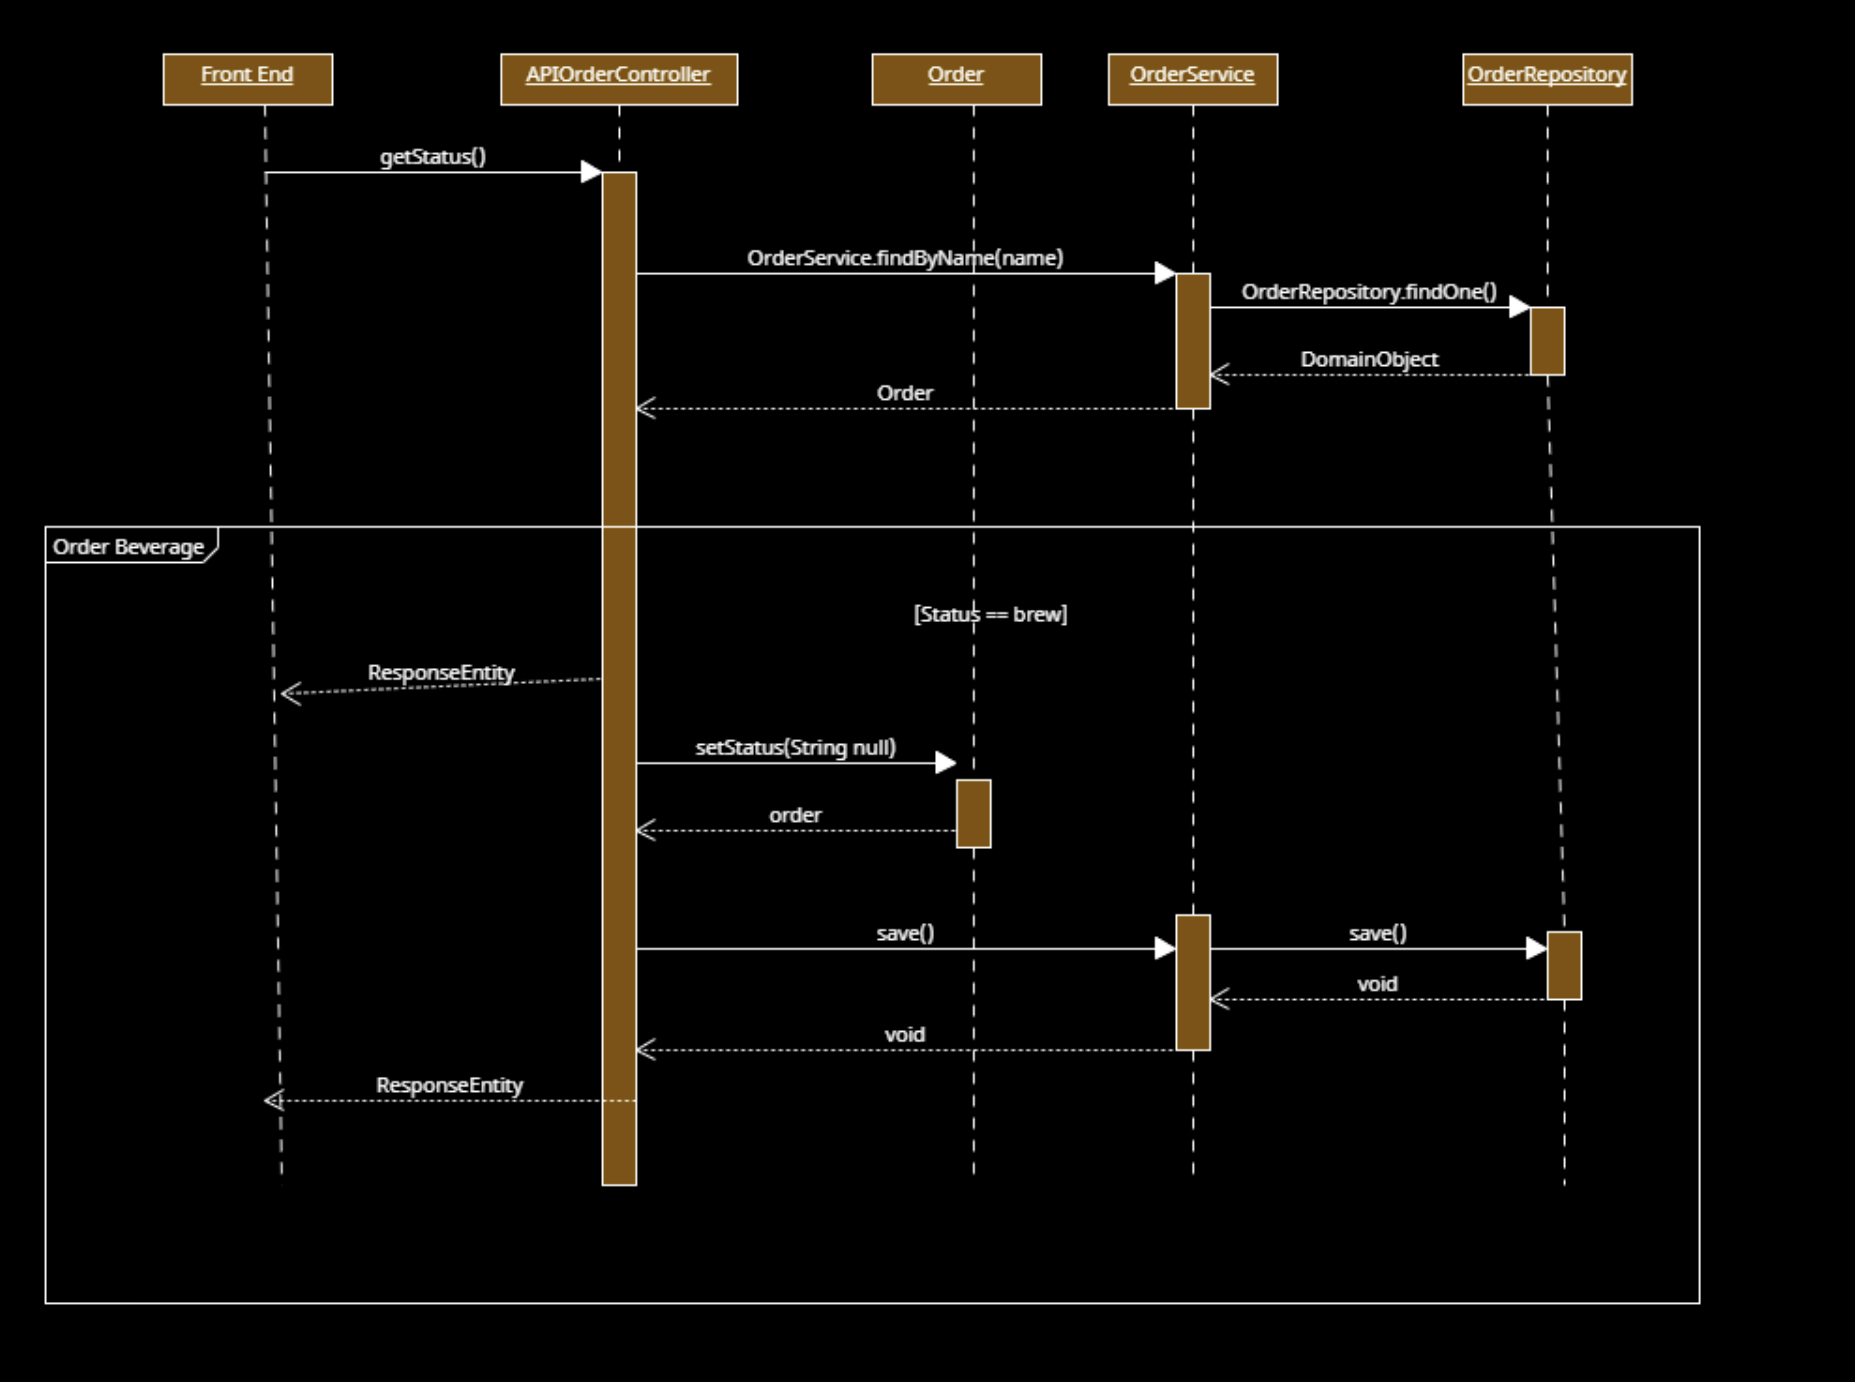 Front End
APIOrderController
Order
OrderService
OrderRepository
getStatus()
OrderService.findByName(name)
OrderRepository.findOne()
DomainObject
Order
Order Beverage
[Status == brew]
ResponseEntity
setStatus(String null)
order
save()
save()
void
void
ResponseEntity